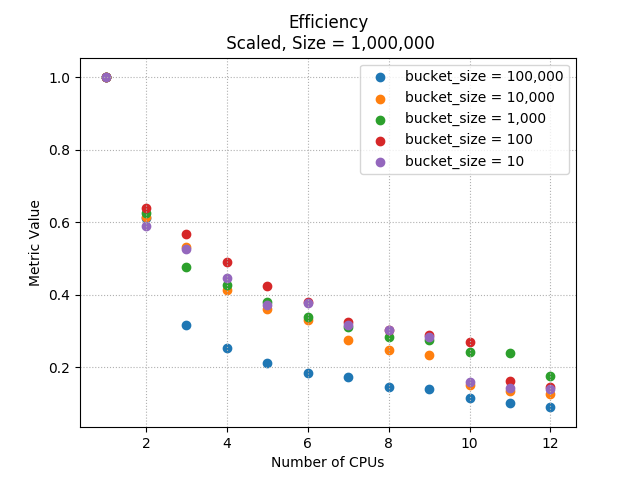 Efficiency
Scaled, Size = 1,000,000
bucket_size = 100,000
bucket_size = 10,000
bucket_size = 1,000
bucket_size = 100
bucket_size = 10
Metric Value
1.0
0.8
0.6
0.4
0.2
2 4 6 8 10 12
Number of CPUs